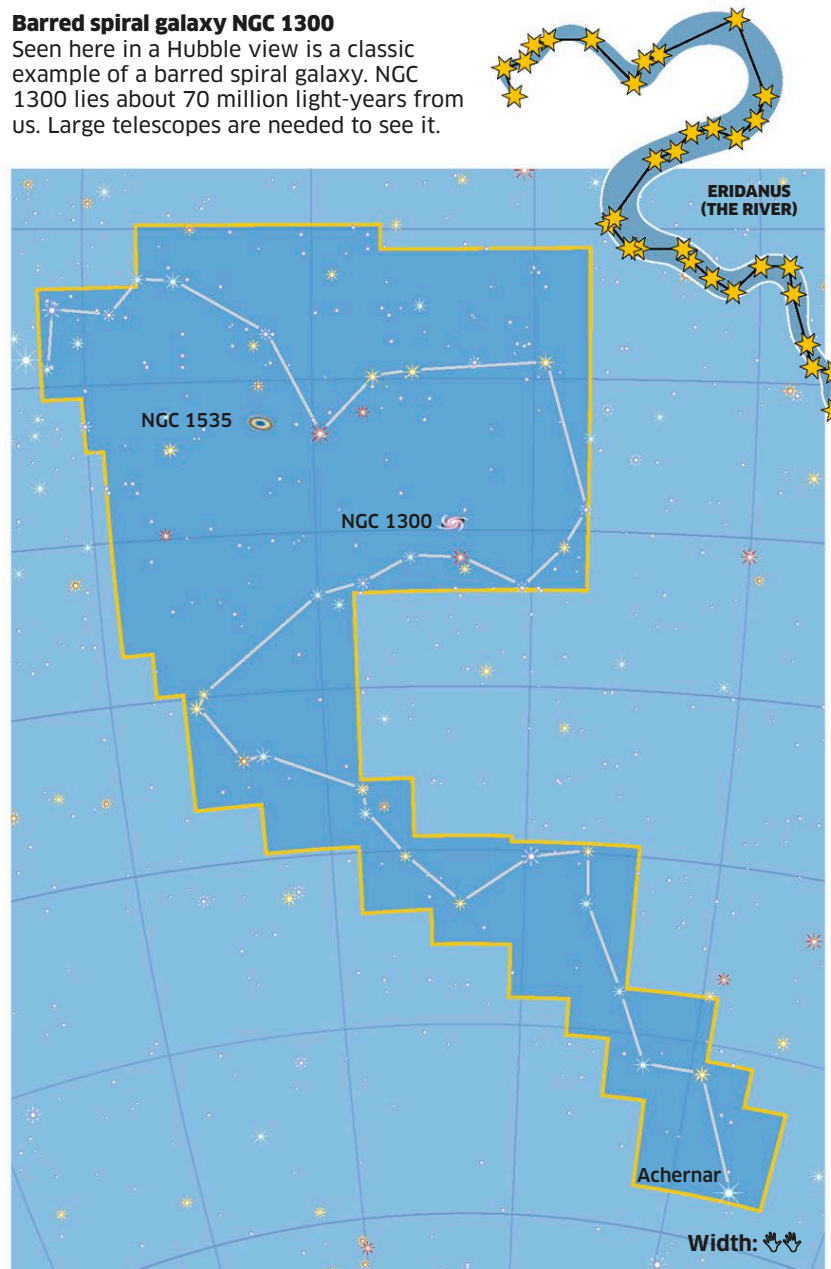 Barred spiral galaxy NGC 1300
Seen here in a Hubble view is a classic
example of a barred spiral galaxy. NGC
1300 lies about 70 million light-years from
us. Large telescopes are needed to see it.
ERIDANUS
(THE RIVER)
NGC 1535
NGC 1300
Achernar
Width: